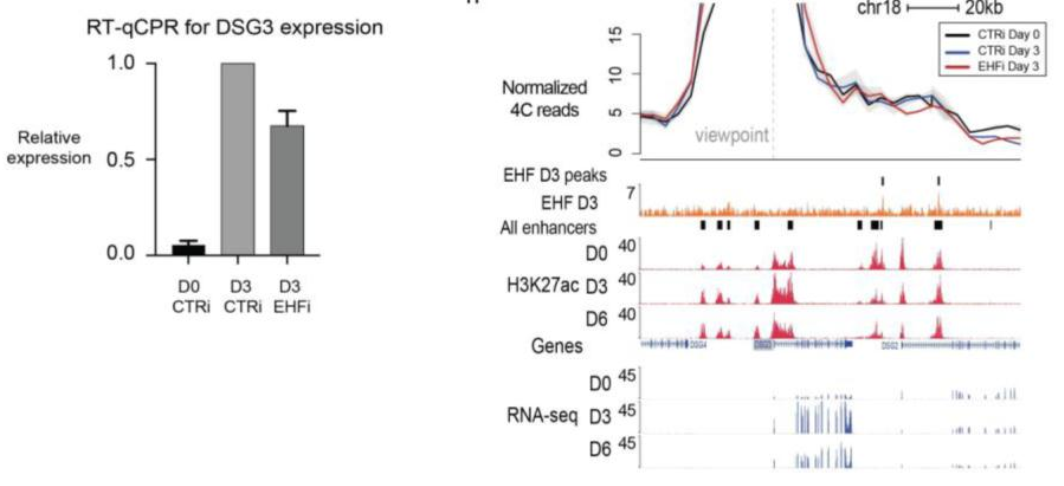 RT-qCPR for DSG3 expression
1.0
0.5
0.0
Relative
expression
D0
CTRi
D3
CTRi
D3
EHFi
chr18
20kb
CTRi Day 0
CTRi Day 3
EHFi Day 3
Normalized
4C reads
15
10
5
0
viewpoint
EHF D3 peaks
EHF D3
7
All enhancers
H3K27ac
D0
40
D3
40
D6
40
Genes
DSG4
DSG3
DSG2
RNA-seq
D0
45
D3
45
D6
45